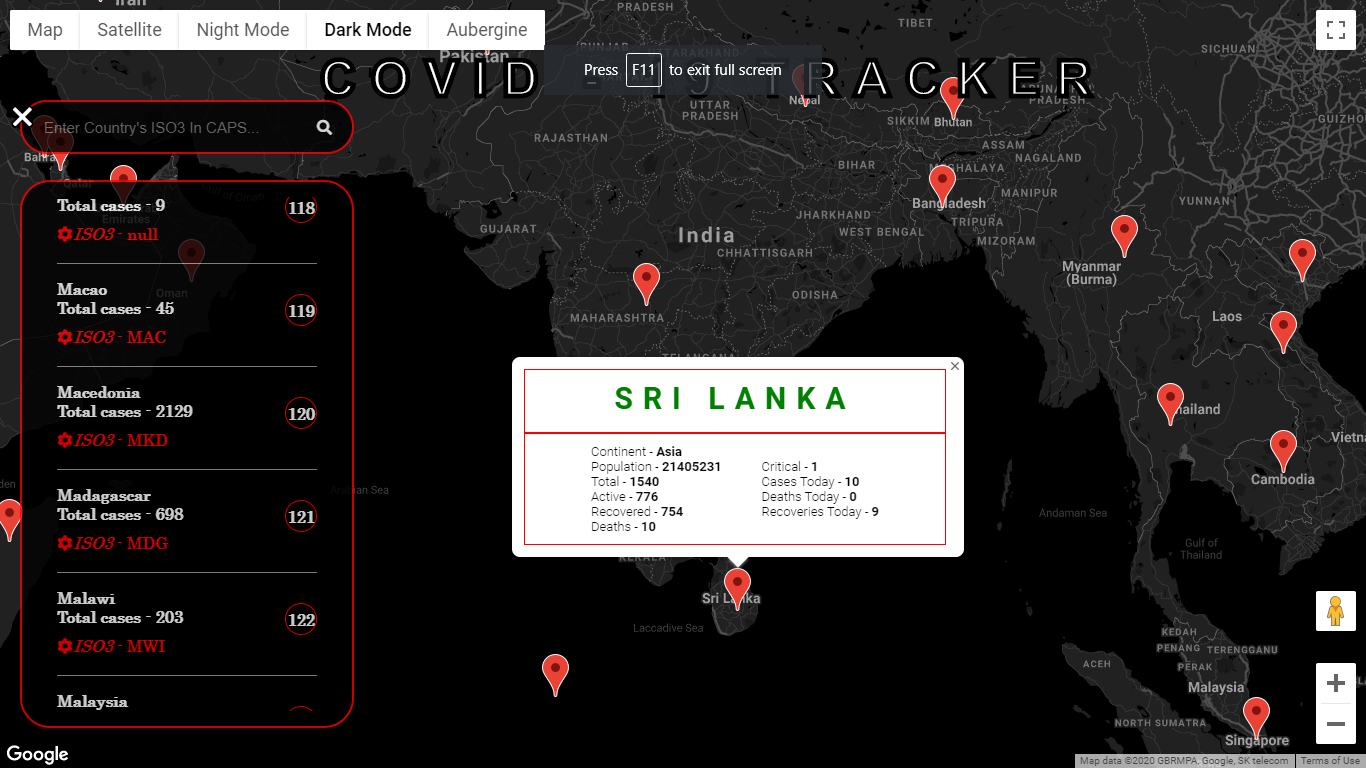 Iran
Map
Satellite
Night Mode
Dark Mode
Aubergine
PRADESH
TIBET
SICHUAN
PUNJAB
Pakistan
Press F11 to exit full screen
COVID - 19 TRACKER
Nepal
PRADESH
UTTAR
PRADESH
SIKKIM
Bhutan
GUIZHOU
Enter Country's ISO3 In CAPS...
RAJASTHAN
ASSAM
NAGALAND
BIHAR
MEGHALAYA
Qatar
MANIPUR
YUNNAN
Bangladesh
JHARKHAND
TRIPURA
GUJARAT
WEST BENGAL
India
MIZORAM
CHHATTISGARH
Myanmar
(Burma)
ODISHA
MAHARASHTRA
Laos
TELANGANA
Oman
Emirates
Total cases - 9
118
ISO3 - null
Macao
Total cases - 45
119
ISO3 - MAC
Macedonia
Total cases - 2129
120
ISO3 - MKD
Madagascar
Total cases - 698
121
ISO3 - MDG
Malawi
Total cases - 203
122
ISO3 - MWI
Malaysia
SRI LANKA
Continent - Asia
Population - 21405231
Total - 1540
Active - 776
Recovered - 754
Deaths - 10
Critical - 1
Cases Today - 10
Deaths Today - 0
Recoveries Today - 9
Thailand
Cambodia
Arabian Sea
Andaman Sea
Gulf of
Thailand
KERALA
Sri Lanka
Laccadive Sea
KEDAH
PENANG
TERENGGANU
PERAK
ACEH
Malaysia
NORTH SUMATRA
Singapore
Google
Map data ©2020 GBRMPA, Google, SK telecom
Terms of Use